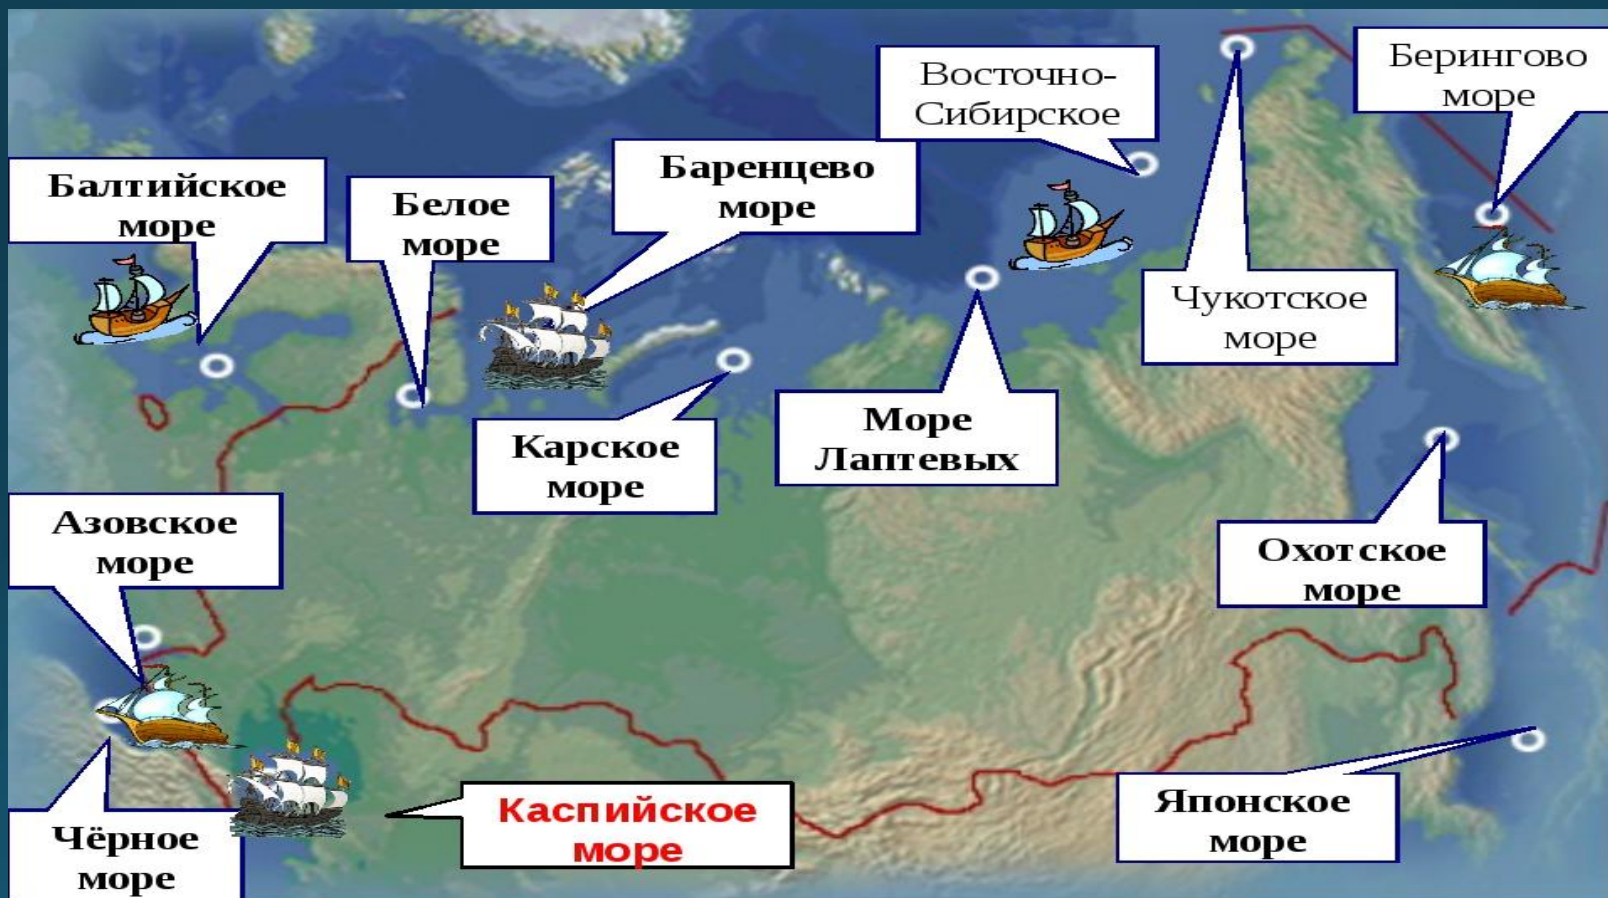 Восточно-
Сибирское
Берингово
море
Баренцево
море
Балтийское
море
Белое
море
Чукотское
море
Море
Лаптевых
Карское
море
Азовское
море
Охотское
море
Каспийское
море
Японское
море
Чёрное
море